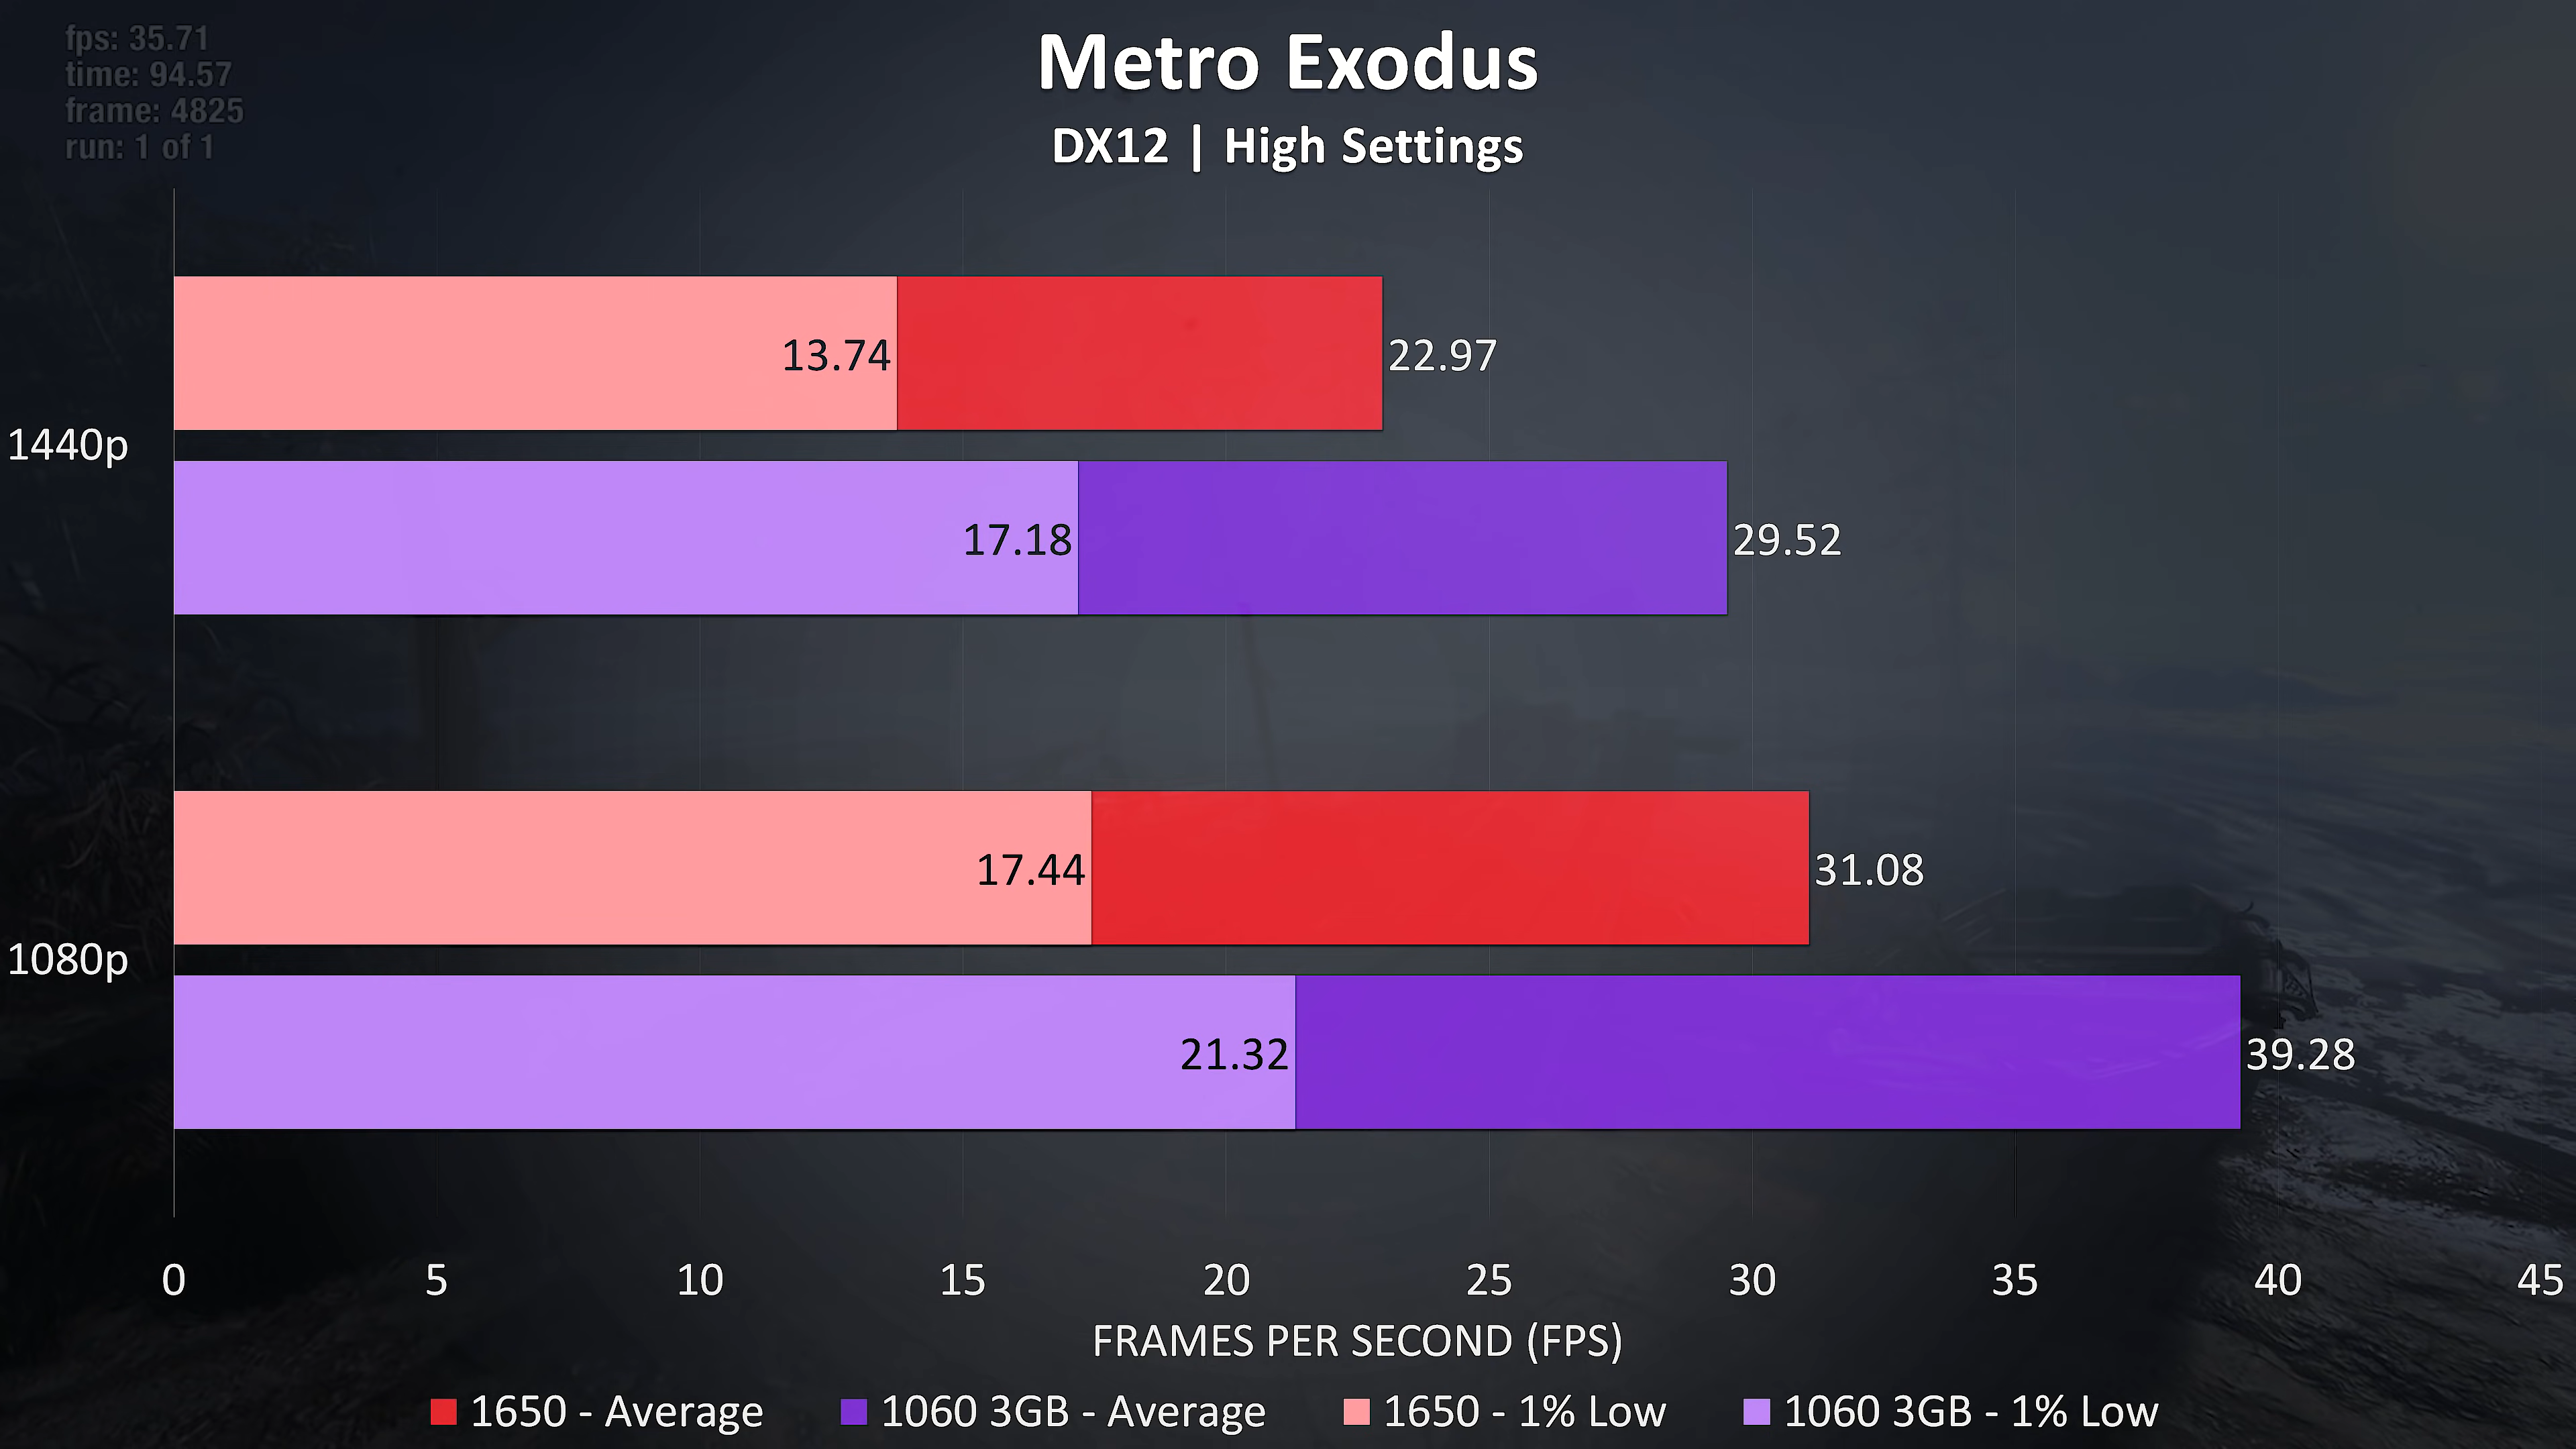 fps: 35.71
time: 94.57
frame: 4825
run: 1 of 1
Metro Exodus
DX12 | High Settings
13.74 22.97
1440p
17.18 29.52
17.44 31.08
1080p
21.32 39.28
0 5 10 15 20 25 30 35 40 45
FRAMES PER SECOND (FPS)
1650 - Average 1060 3GB - Average 1650 - 1% Low 1060 3GB - 1% Low